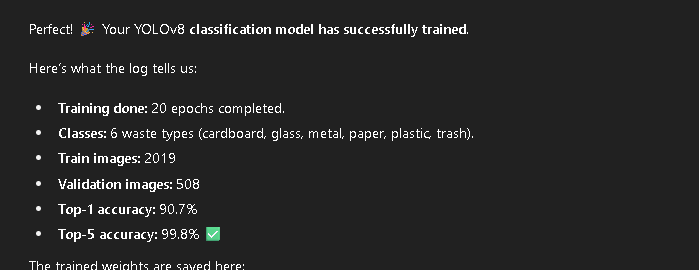 Perfect! 🎉 Your YOLOv8 classification model has successfully trained.
Here's what the log tells us:
• Training done: 20 epochs completed.
• Classes: 6 waste types (cardboard, glass, metal, paper, plastic, trash).
• Train images: 2019
• Validation images: 508
• Top-1 accuracy: 90.7%
• Top-5 accuracy: 99.8% ✅
The trained weights are saved here: